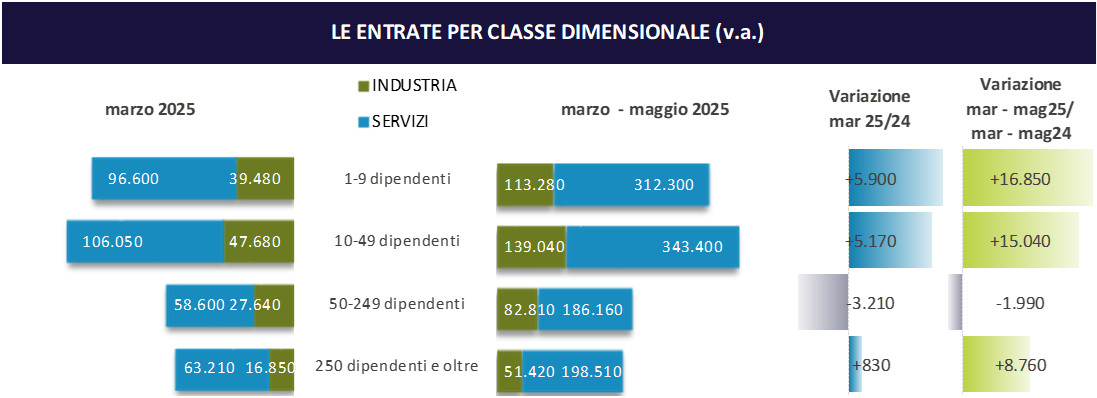 LE ENTRATE PER CLASSE DIMENSIONALE (v.a.)
marzo 2025
INDUSTRIA
SERVIZI
marzo - maggio 2025
Variazione
mar 25/24
Variazione
mar - mag25/
mar - mag24
96.600 39.480 1-9 dipendenti 113.280 312.300 +5.900 +16.850
106.050 47.680 10-49 dipendenti 139.040 343.400 +5.170 +15.040
58.600 27.640 50-249 dipendenti 82.810 186.160 -3.210 -1.990
63.210 16.850 250 dipendenti e oltre 51.420 198.510 +830 +8.760